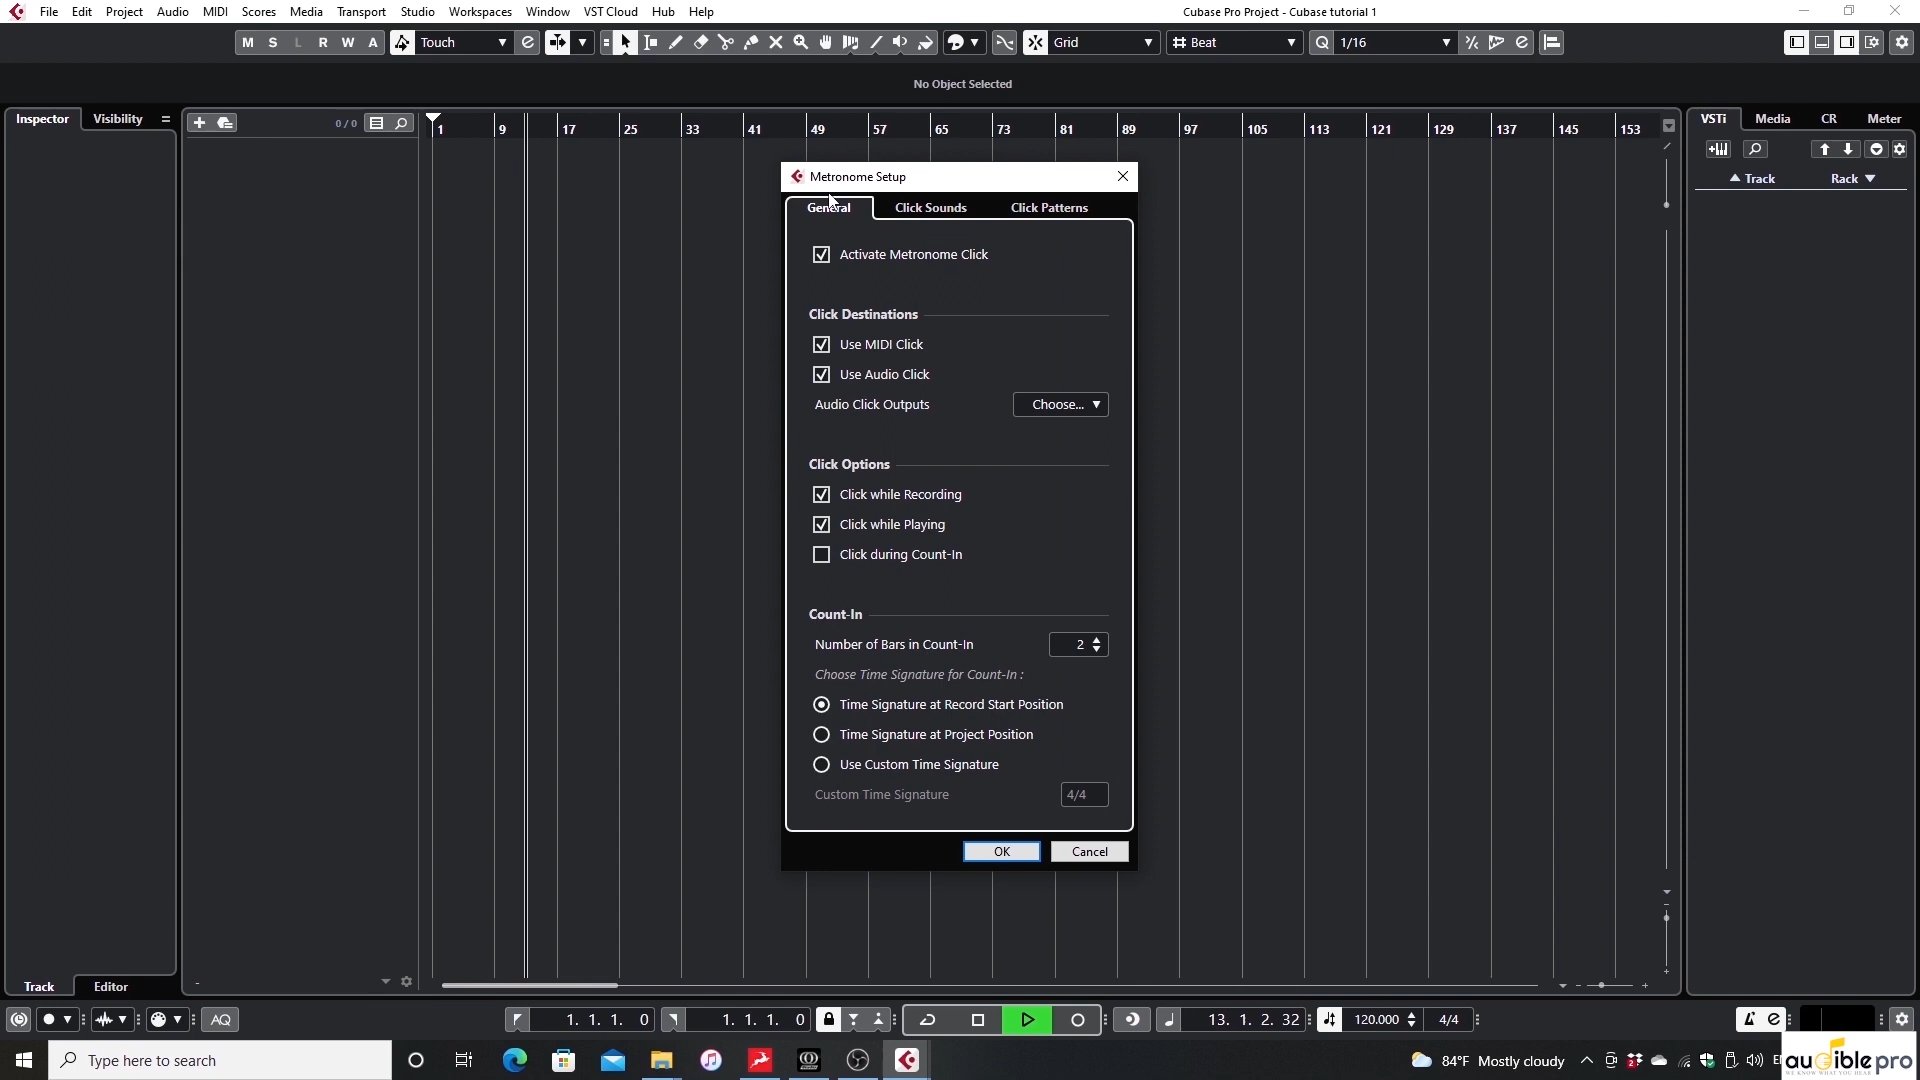 File Edit Project Audio MIDI Scores Media Transport Studio Workspaces Window VST Cloud Hub Help
Cubase Pro Project - Cubase tutorial 1
M S L R W A Touch Grid Beat Q 1/16
No Object Selected
Inspector Visibility
0 / 0
1 9 17 25 33 41 49 57 65 73 81 89 97 105 113 121 129 137 145 153
VSTi Media CR Meter
Track Rack
Metronome Setup
General Click Sounds Click Patterns
Activate Metronome Click
Click Destinations
Use MIDI Click
Use Audio Click
Audio Click Outputs Choose...
Click Options
Click while Recording
Click while Playing
Click during Count-In
Count-In
Number of Bars in Count-In 2
Choose Time Signature for Count-In :
Time Signature at Record Start Position
Time Signature at Project Position
Use Custom Time Signature
Custom Time Signature 4/4
OK Cancel
Track Editor
AQ 1. 1. 1. 0 1. 1. 1. 0 13. 1. 2. 32 120.000 4/4
Type here to search
84°F Mostly cloudy
audiblepro
WE KNOW WHAT YOU HEAR